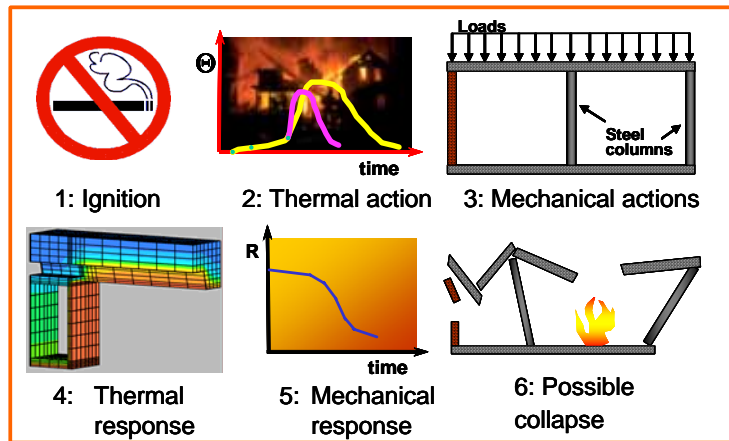 Loads
Θ
Steel
columns
time
1: Ignition
2: Thermal action
3: Mechanical actions
R
time
4: Thermal
response
5: Mechanical
response
6: Possible
collapse